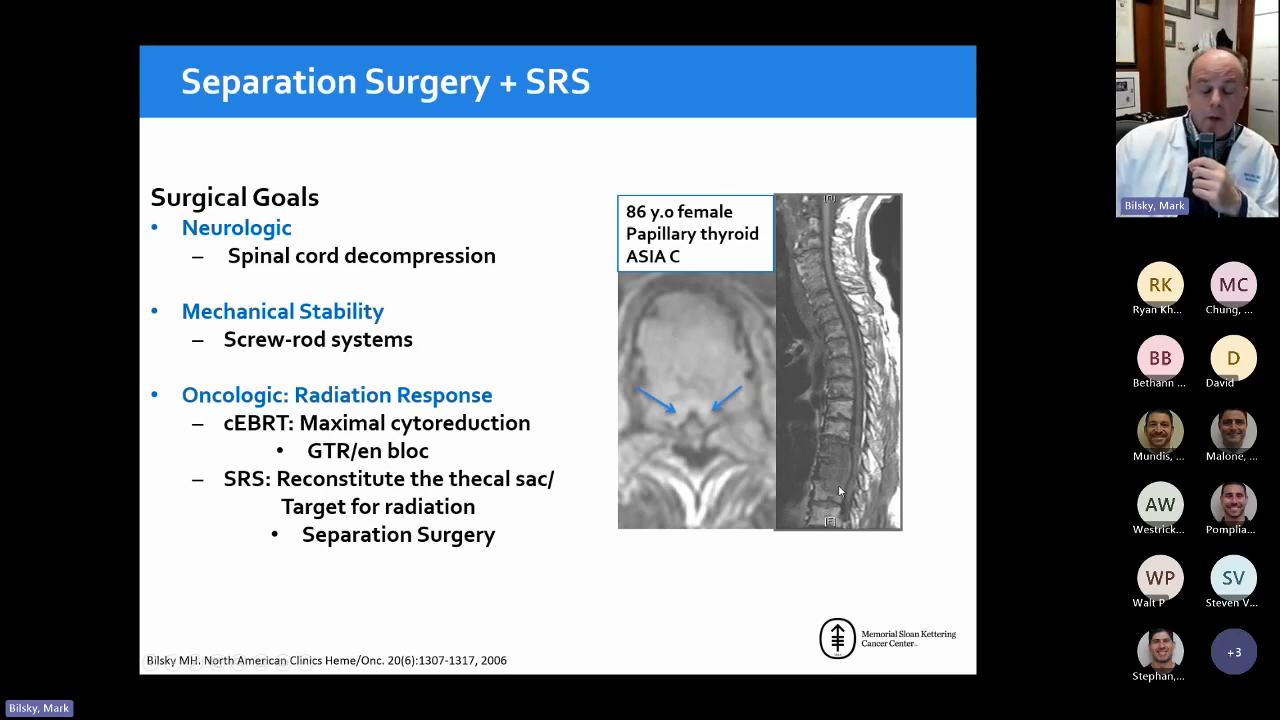 Separation Surgery + SRS
Surgical Goals
• Neurologic
– Spinal cord decompression
• Mechanical Stability
– Screw-rod systems
• Oncologic: Radiation Response
– cEBRT: Maximal cytoreduction
• GTR/en bloc
– SRS: Reconstitute the thecal sac/
Target for radiation
• Separation Surgery
86 y.o female
Papillary thyroid
ASIA C
[F]
Memorial Sloan Kettering
Cancer Center
Bilsky MH. North American Clinics Heme/Onc. 20(6):1307-1317, 2006
Bilsky, Mark
Bilsky, Mark
RK
Ryan Kh...
MC
Chung, ...
BB
Bethann ...
D
David
Mundis, ...
Malone, ...
AW
Westrick...
Pomplia...
WP
Walt P
SV
Steven V...
Stephan,...
+3